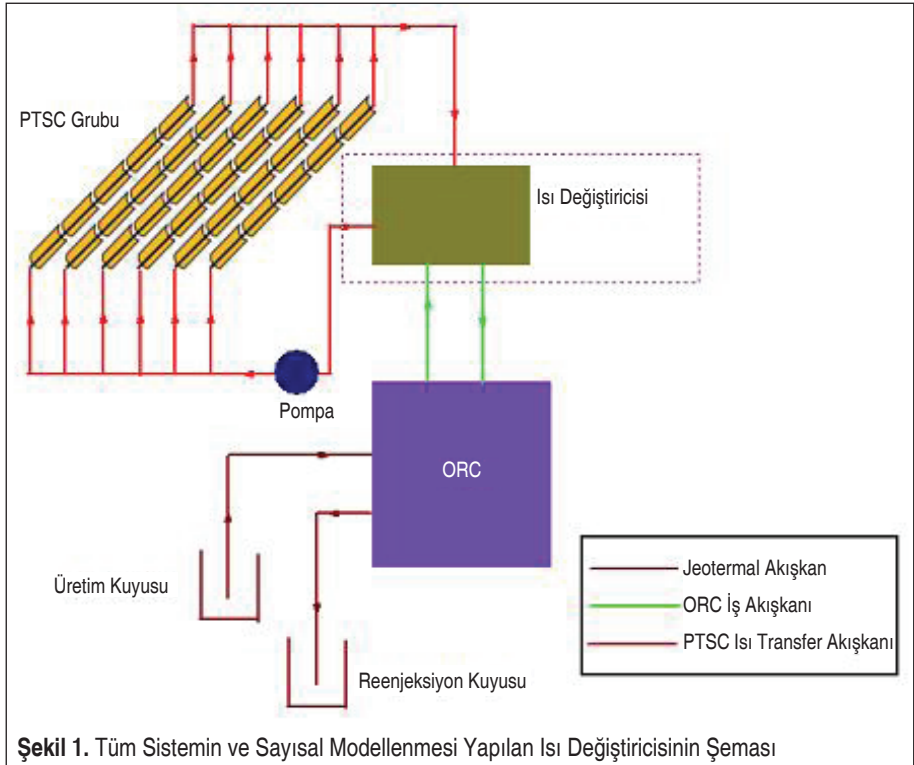 PTSC Grubu
Isı Değiştiricisi
Pompa
ORC
Üretim Kuyusu
Reenjeksiyon Kuyusu
Jeotermal Akışkan
ORC İş Akışkanı
PTSC Isı Transfer Akışkanı
Şekil 1. Tüm Sistemin ve Sayısal Modellenmesi Yapılan Isı Değiştiricisinin Şeması